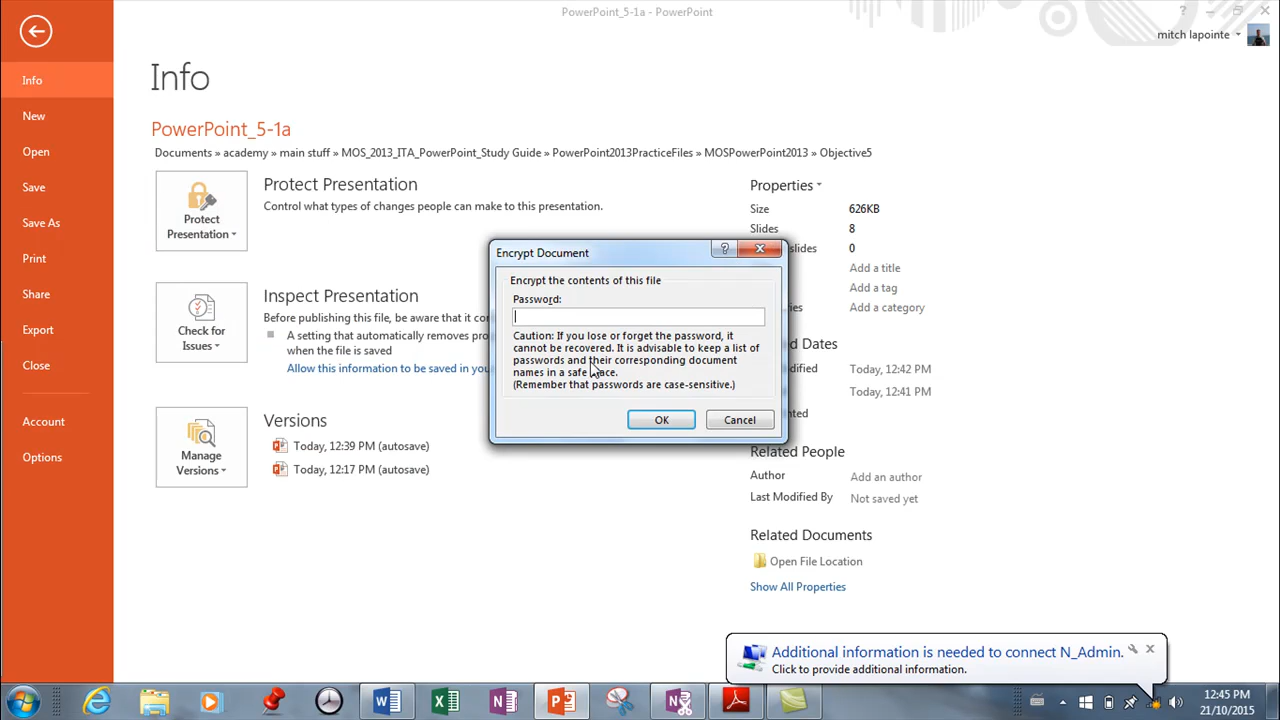 PowerPoint_5-1a - PowerPoint
?
mitch lapointe
Info
Info
New
Open
Save
Save As
Print
Share
Export
Close
Account
Options
PowerPoint_5-1a
Documents » academy » main stuff » MOS_2013_ITA_PowerPoint_Study Guide » PowerPoint2013PracticeFiles » MOSPowerPoint2013 » Objective5
Protect
Presentation
Protect Presentation
Control what types of changes people can make to this presentation.
Check for
Issues
Inspect Presentation
Before publishing this file, be aware that it
A setting that automatically removes
when the file is saved
Allow this information to be saved in
Manage
Versions
Versions
Today, 12:39 PM (autosave)
Today, 12:17 PM (autosave)
Encrypt Document
?
Encrypt the contents of this file
Password:
Caution: If you lose or forget the password, it
cannot be recovered. It is advisable to keep a list of
passwords and their corresponding document
names in a safe place.
(Remember that passwords are case-sensitive.)
OK
Cancel
Properties
Size 626KB
Slides 8
slides 0
Add a title
Add a tag
Add a category
Dates
Today, 12:42 PM
Today, 12:41 PM
Related People
Author Add an author
Last Modified By Not saved yet
Related Documents
Open File Location
Show All Properties
Additional information is needed to connect N_Admin.
Click to provide additional information.
12:45 PM
21/10/2015